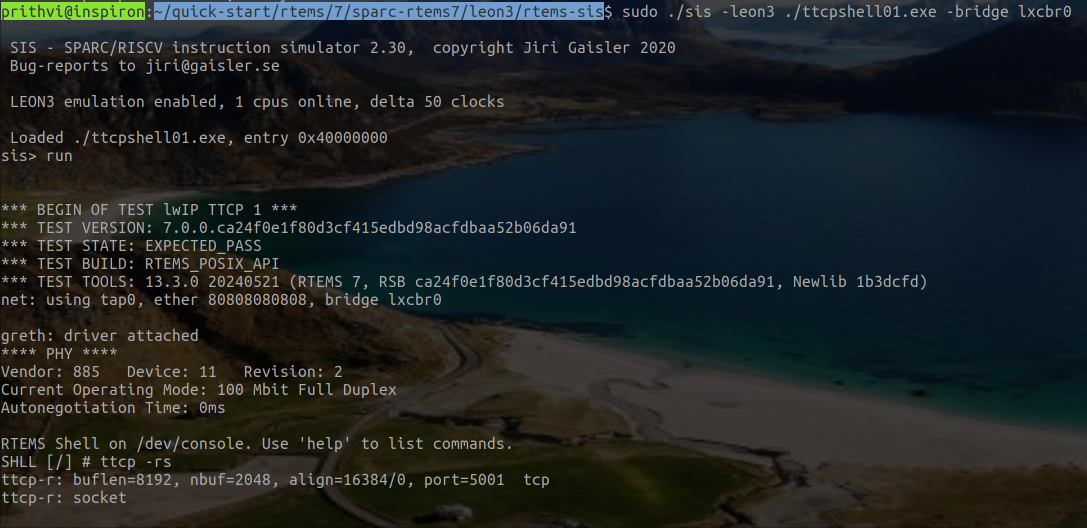 prithvi@inspiron:~/quick-start/rtems/7/sparc-rtems7/leon3/rtems-sis$ sudo ./sis -leon3 ./ttcpshell01.exe -bridge lxcbr0
SIS - SPARC/RISCV instruction simulator 2.30,  copyright Jiri Gaisler 2020
Bug-reports to jiri@gaisler.se
LEON3 emulation enabled, 1 cpus online, delta 50 clocks
Loaded ./ttcpshell01.exe, entry 0x40000000
sis> run
*** BEGIN OF TEST lwIP TTCP 1 ***
*** TEST VERSION: 7.0.0.ca24f0e1f80d3cf415edbd98acfdbaa52b06da91
*** TEST STATE: EXPECTED_PASS
*** TEST BUILD: RTEMS_POSIX_API
*** TEST TOOLS: 13.3.0 20240521 (RTEMS 7, RSB ca24f0e1f80d3cf415edbd98acfdbaa52b06da91, Newlib 1b3dcfd)
net: using tap0, ether 80808080808, bridge lxcbr0
greth: driver attached
**** PHY ****
Vendor: 885   Device: 11   Revision: 2
Current Operating Mode: 100 Mbit Full Duplex
Autonegotiation Time: 0ms
RTEMS Shell on /dev/console. Use 'help' to list commands.
SHLL [/] # ttcp -rs
ttcp-r: buflen=8192, nbuf=2048, align=16384/0, port=5001  tcp
ttcp-r: socket